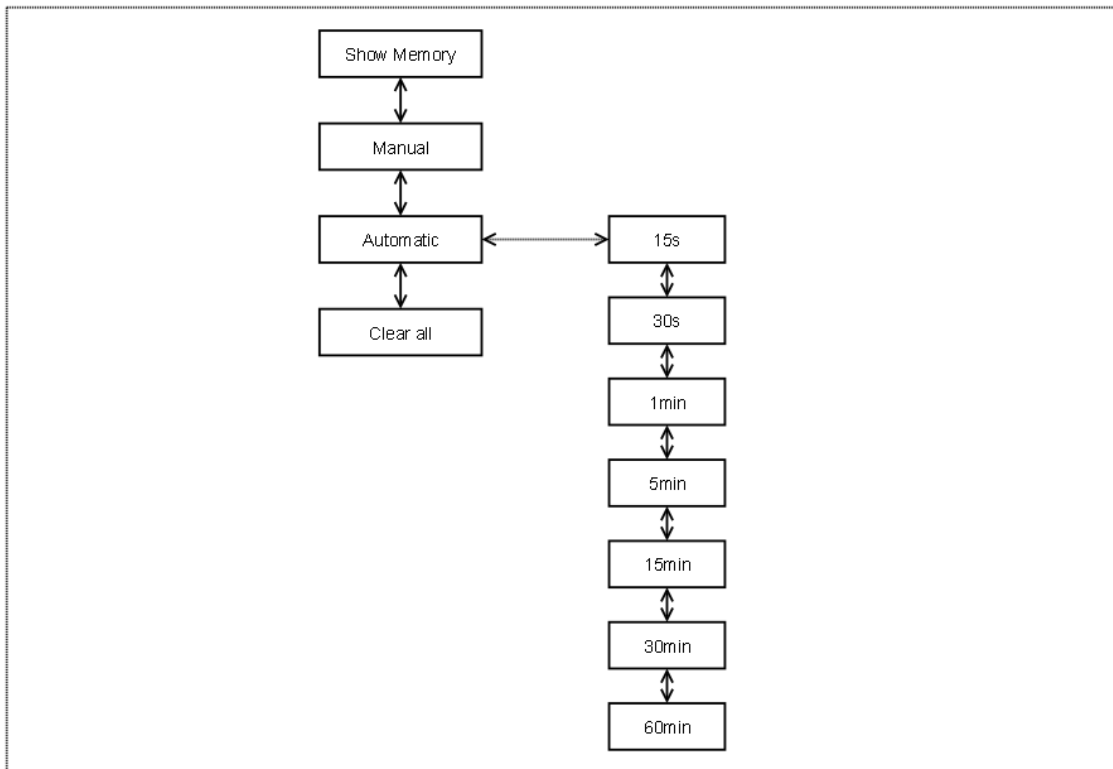 Show Memory
Manual
Automatic
15s
Clear all
30s
1min
5min
15min
30min
60min